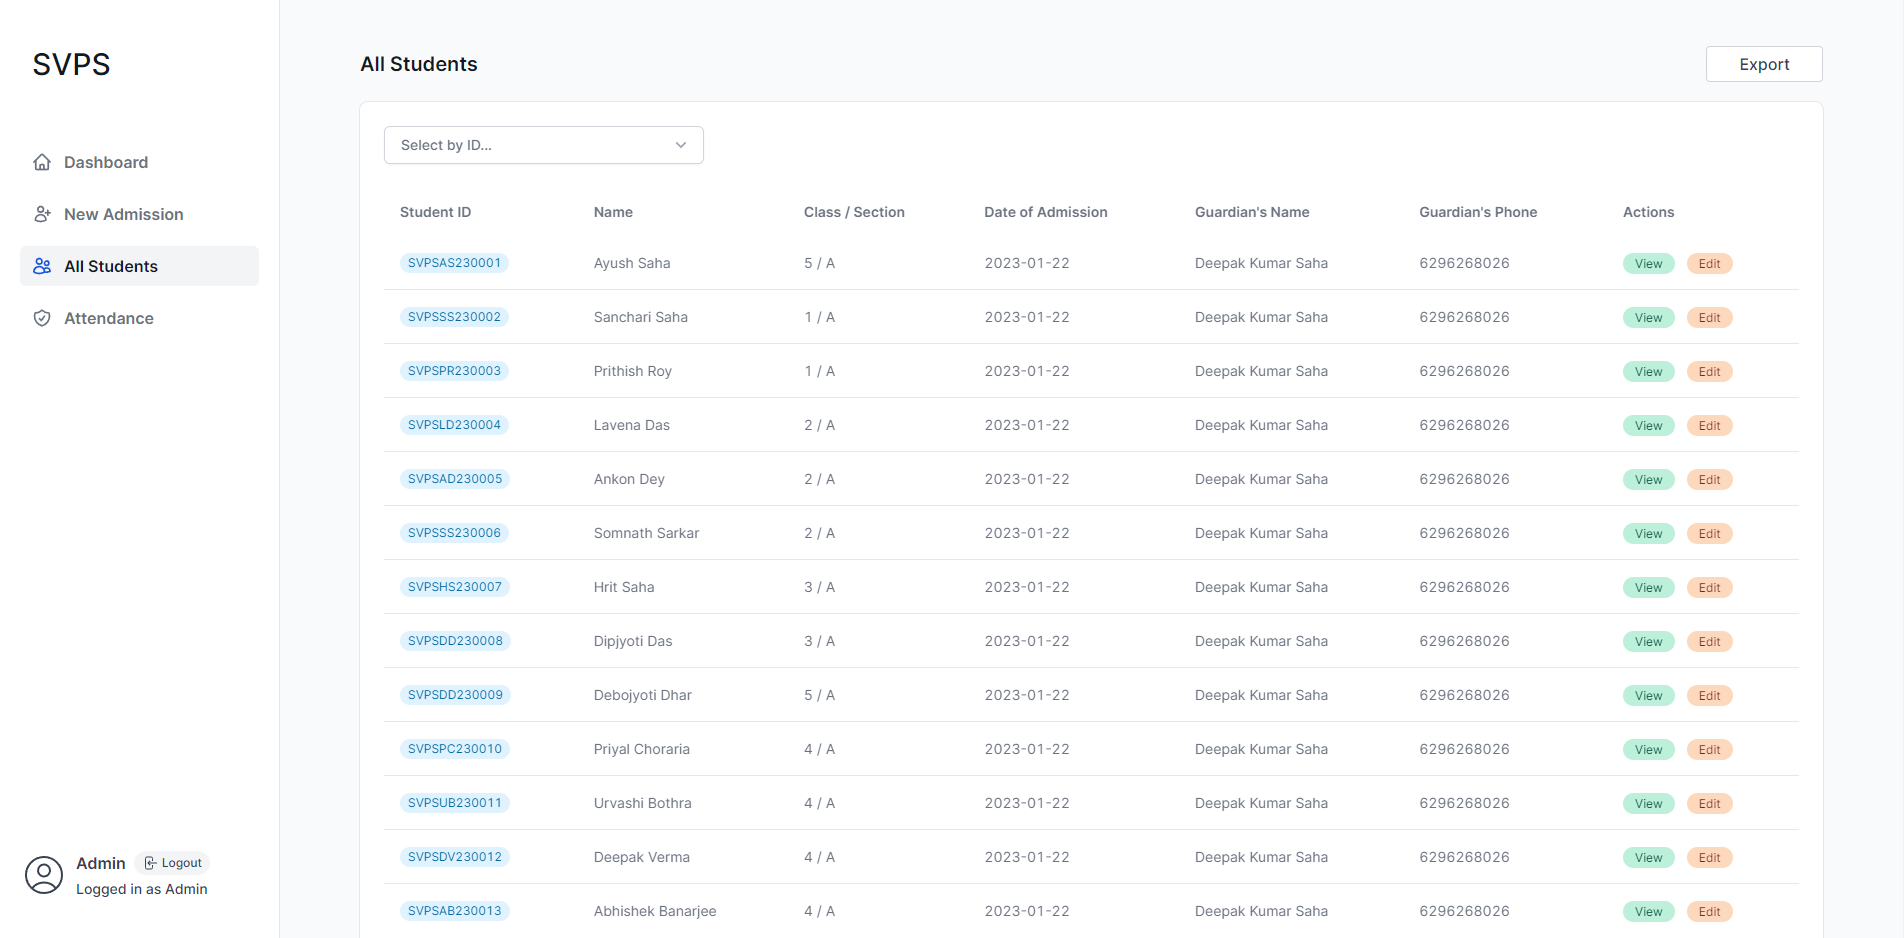 SVPS
Dashboard
New Admission
All Students
Attendance
Admin Logout
Logged in as Admin
All Students
Export
Select by ID...
Student ID Name Class / Section Date of Admission Guardian's Name Guardian's Phone Actions
SVPSAS230001 Ayush Saha 5 / A 2023-01-22 Deepak Kumar Saha 6296268026 View Edit
SVPSSS230002 Sanchari Saha 1 / A 2023-01-22 Deepak Kumar Saha 6296268026 View Edit
SVPSPR230003 Prithish Roy 1 / A 2023-01-22 Deepak Kumar Saha 6296268026 View Edit
SVPSLD230004 Lavena Das 2 / A 2023-01-22 Deepak Kumar Saha 6296268026 View Edit
SVPSAD230005 Ankon Dey 2 / A 2023-01-22 Deepak Kumar Saha 6296268026 View Edit
SVPSSS230006 Somnath Sarkar 2 / A 2023-01-22 Deepak Kumar Saha 6296268026 View Edit
SVPSHS230007 Hrit Saha 3 / A 2023-01-22 Deepak Kumar Saha 6296268026 View Edit
SVPSDD230008 Dipjyoti Das 3 / A 2023-01-22 Deepak Kumar Saha 6296268026 View Edit
SVPSDD230009 Debojyoti Dhar 5 / A 2023-01-22 Deepak Kumar Saha 6296268026 View Edit
SVPSPC230010 Priyal Choraria 4 / A 2023-01-22 Deepak Kumar Saha 6296268026 View Edit
SVPSUB230011 Urvashi Bothra 4 / A 2023-01-22 Deepak Kumar Saha 6296268026 View Edit
SVPSDV230012 Deepak Verma 4 / A 2023-01-22 Deepak Kumar Saha 6296268026 View Edit
SVPSAB230013 Abhishek Banarjee 4 / A 2023-01-22 Deepak Kumar Saha 6296268026 View Edit